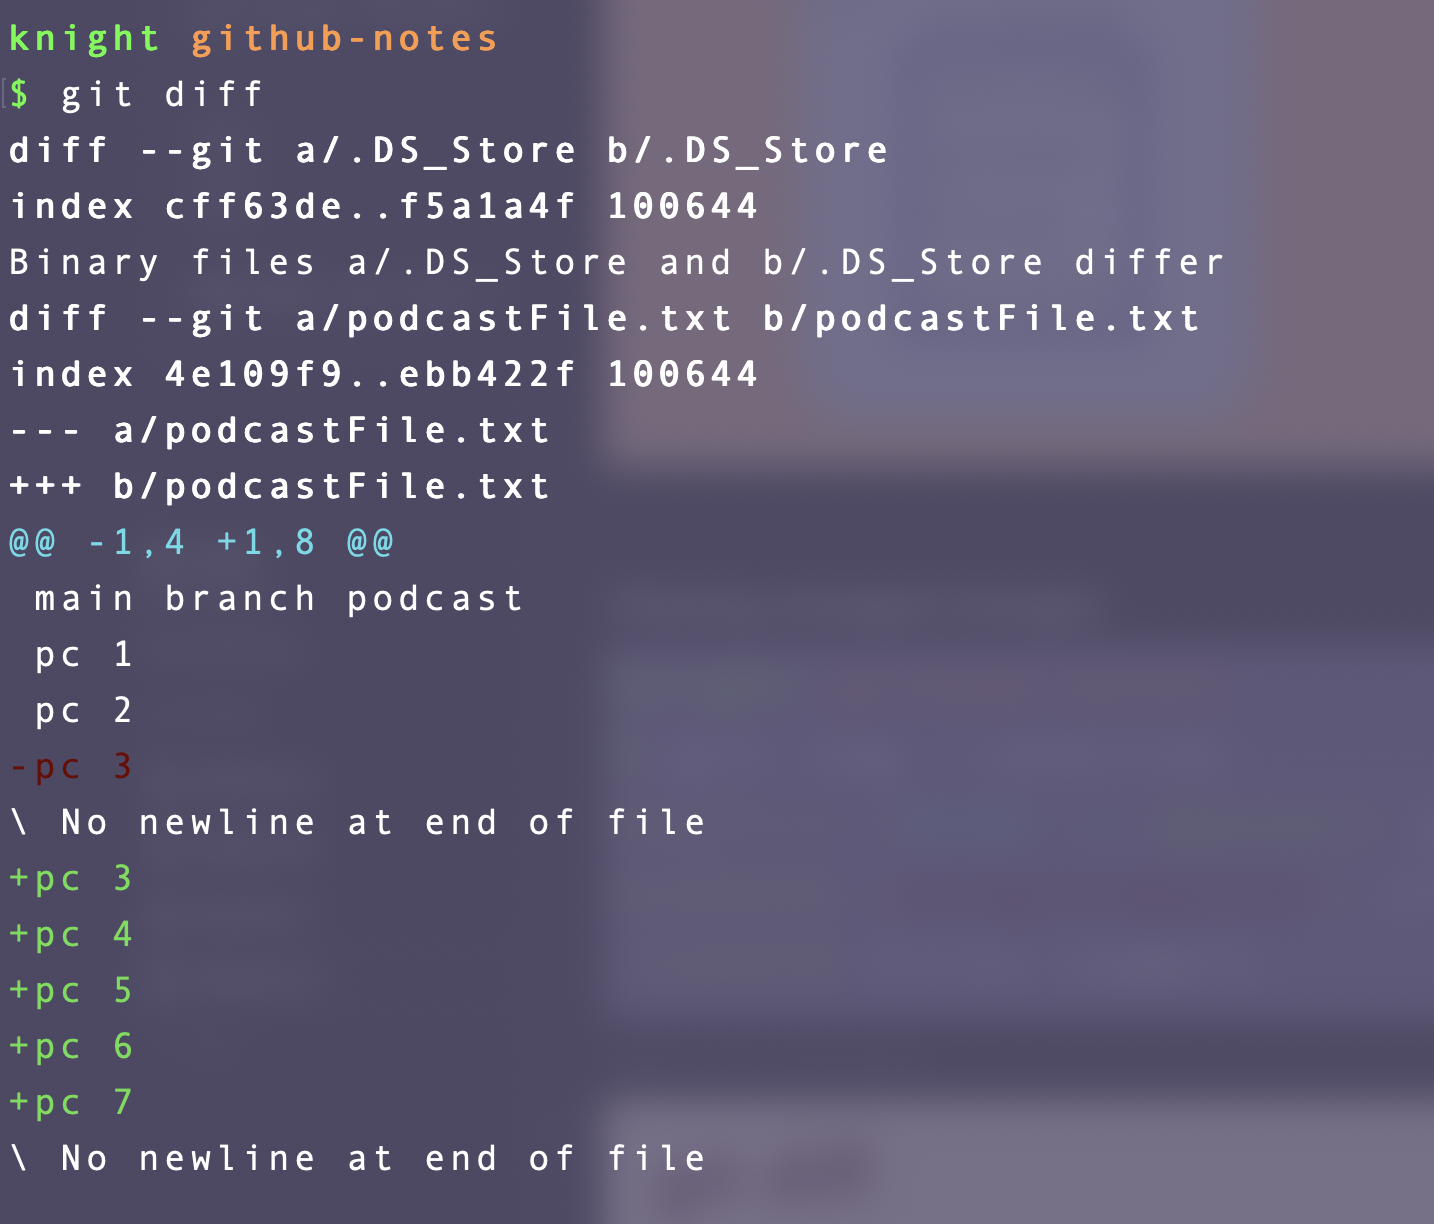 knight github-notes
$ git diff
diff --git a/.DS_Store b/.DS_Store
index cff63de..f5a1a4f 100644
Binary files a/.DS_Store and b/.DS_Store differ
diff --git a/podcastFile.txt b/podcastFile.txt
index 4e109f9..ebb422f 100644
--- a/podcastFile.txt
+++ b/podcastFile.txt
@@ -1,4 +1,8 @@
 main branch podcast
 pc 1
 pc 2
-pc 3
\ No newline at end of file
+pc 3
+pc 4
+pc 5
+pc 6
+pc 7
\ No newline at end of file